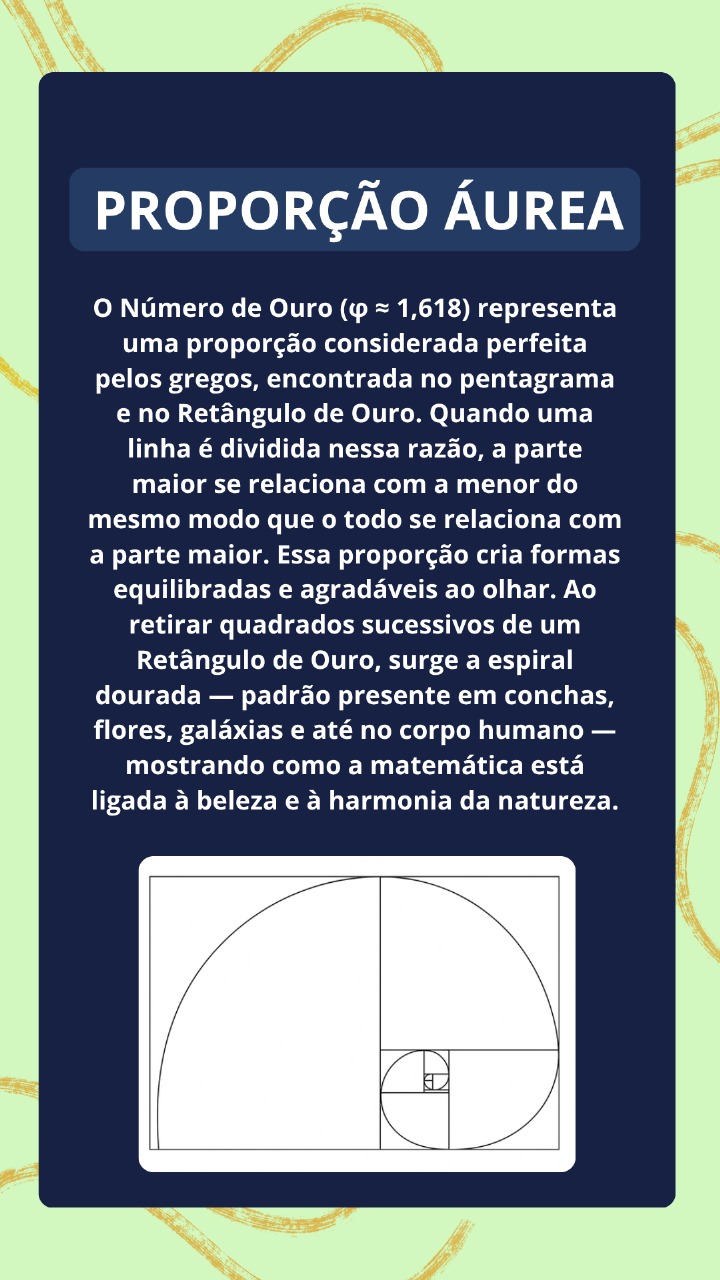 PROPORÇÃO ÁUREA
O Número de Ouro (φ ≈ 1,618) representa
uma proporção considerada perfeita
pelos gregos, encontrada no pentagrama
e no Retângulo de Ouro. Quando uma
linha é dividida nessa razão, a parte
maior se relaciona com a menor do
mesmo modo que o todo se relaciona com
a parte maior. Essa proporção cria formas
equilibradas e agradáveis ao olhar. Ao
retirar quadrados sucessivos de um
Retângulo de Ouro, surge a espiral
dourada — padrão presente em conchas,
flores, galáxias e até no corpo humano —
mostrando como a matemática está
ligada à beleza e à harmonia da natureza.